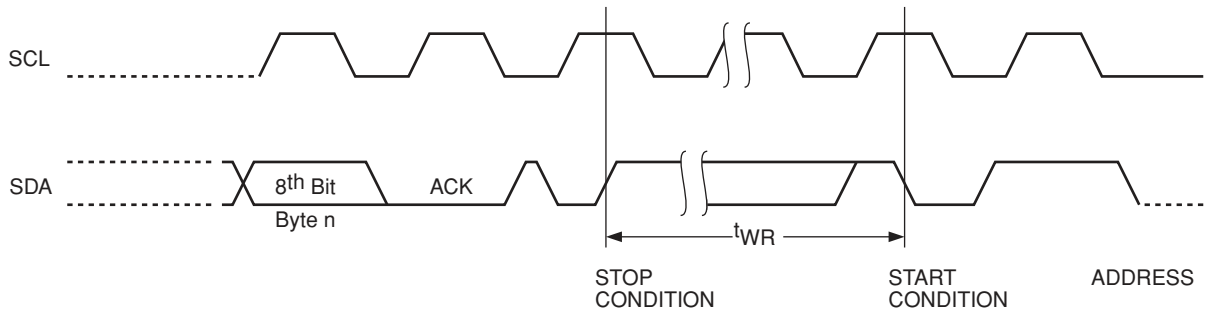 SCL
SDA
8th Bit
ACK
Byte n
tWR
STOP
CONDITION
START
CONDITION
ADDRESS